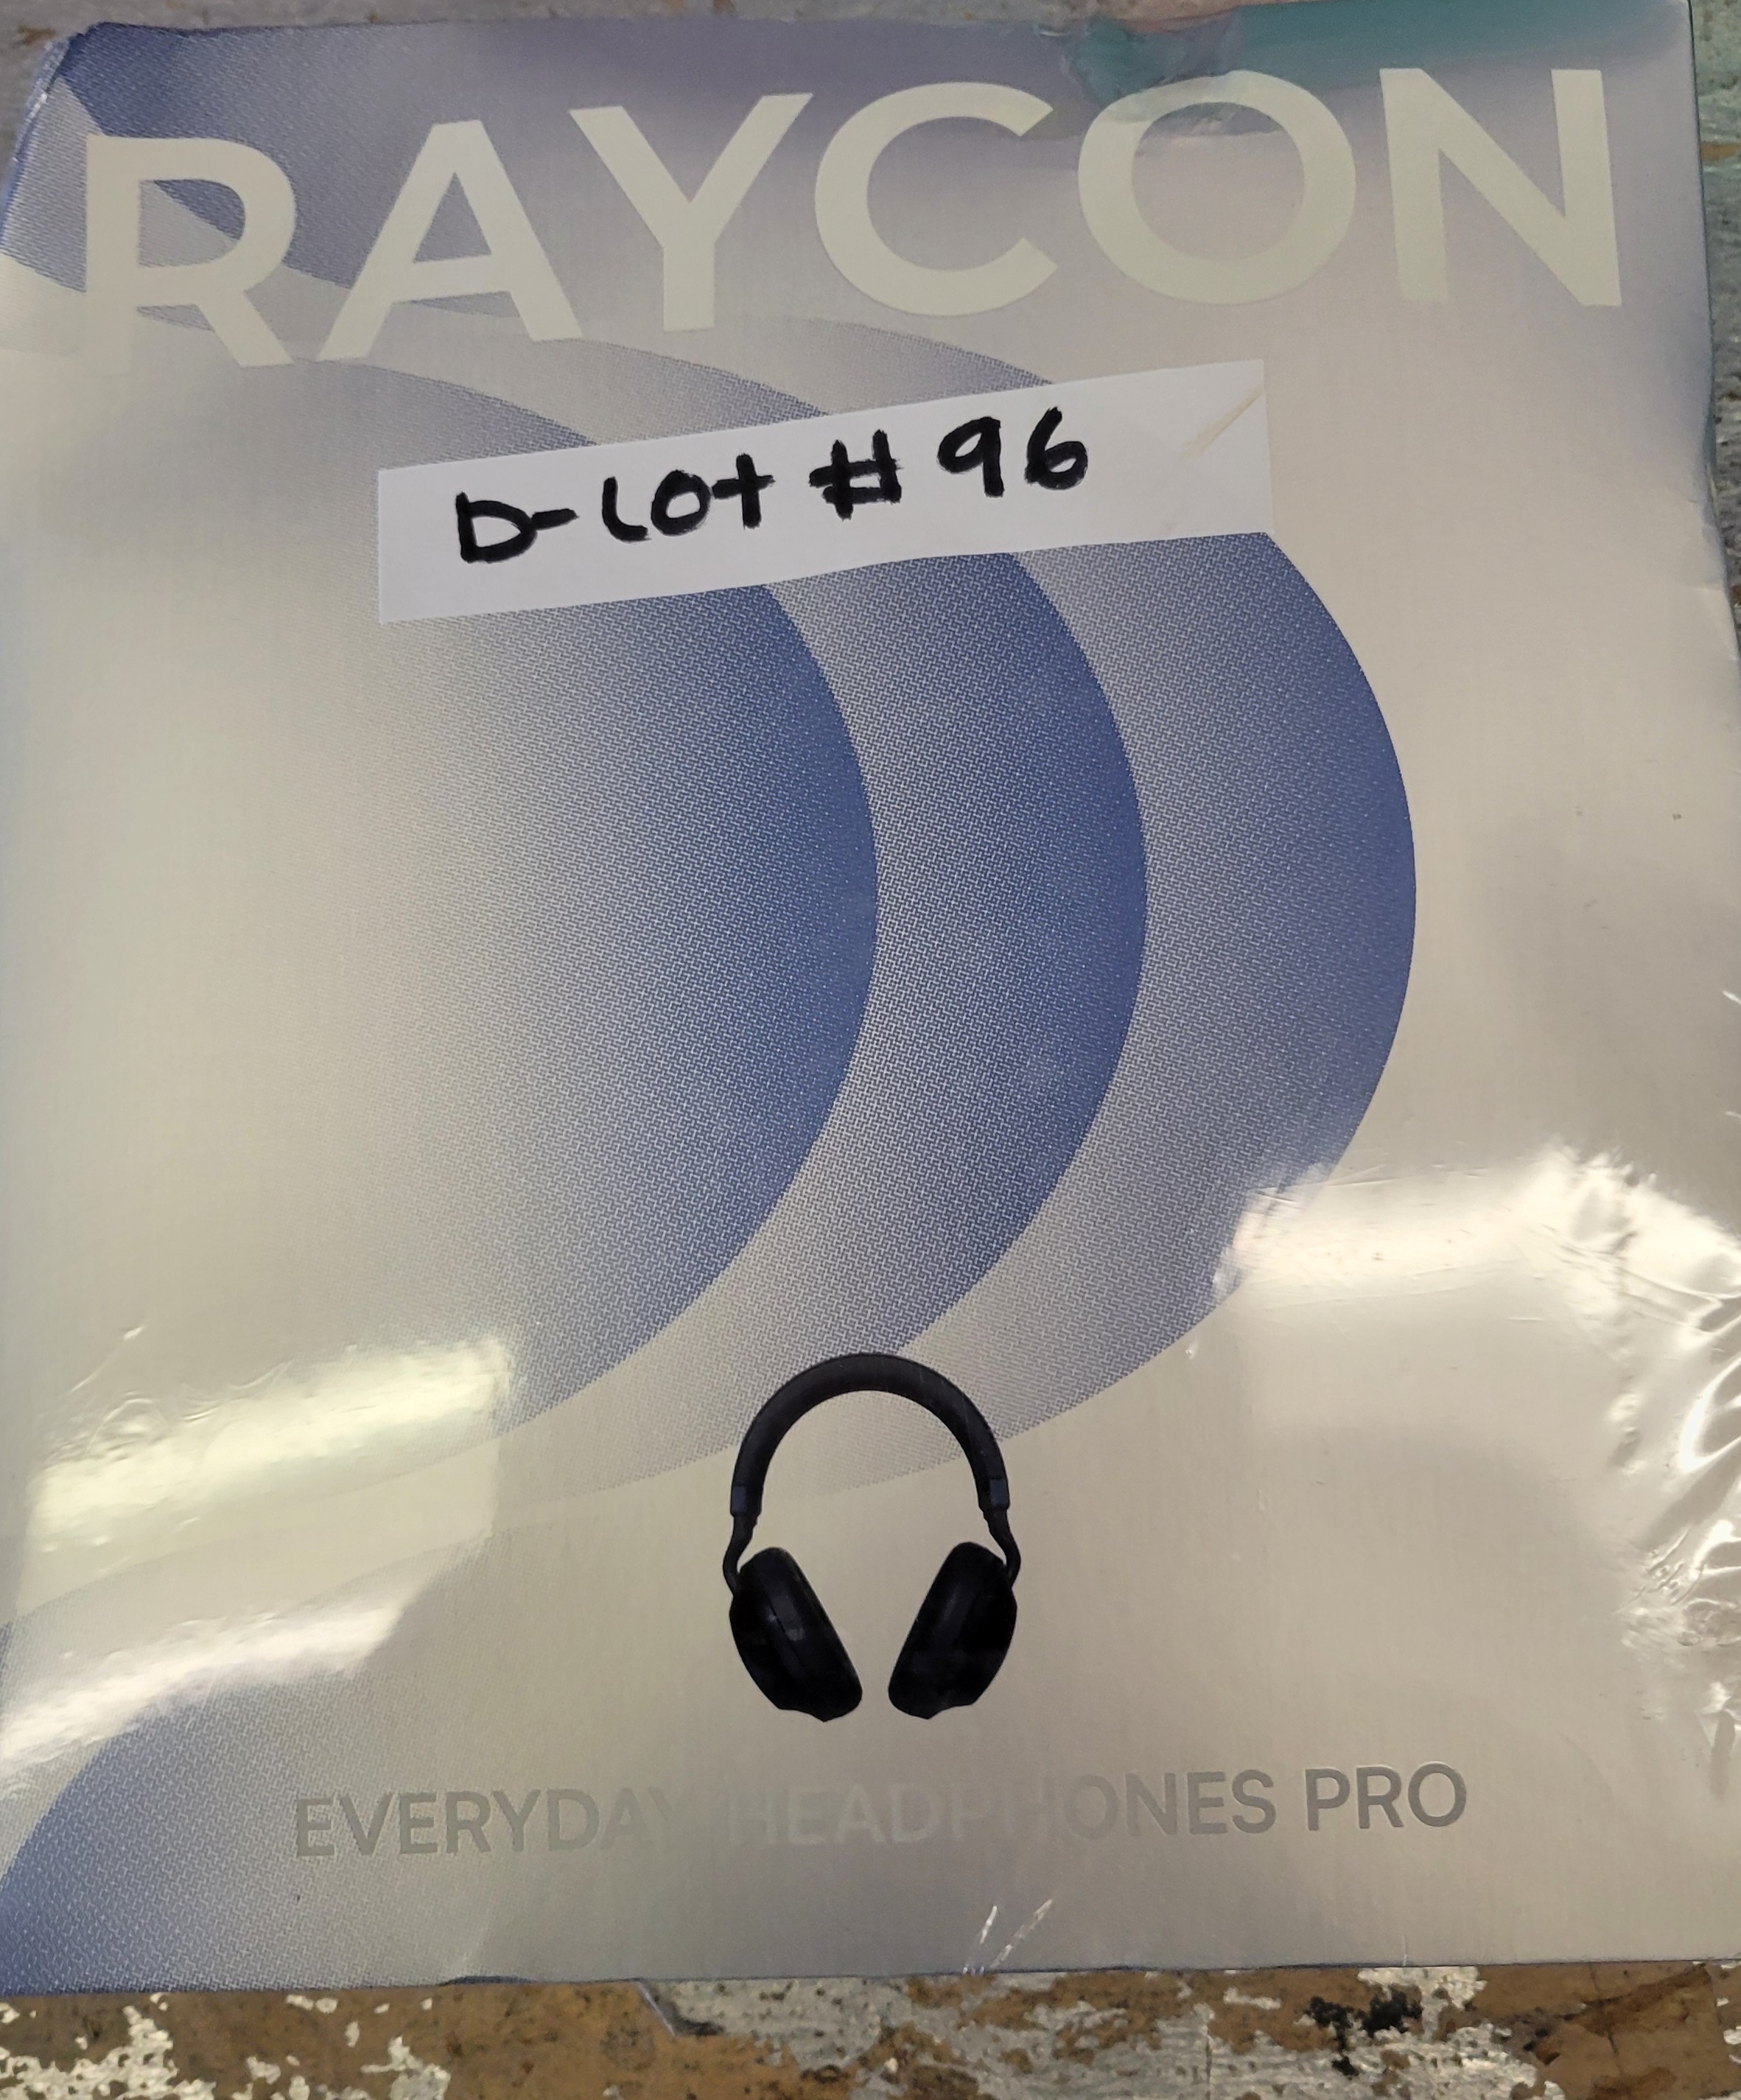 RAYCON
D-Lot # 96
EVERYDAY HEADPHONES PRO